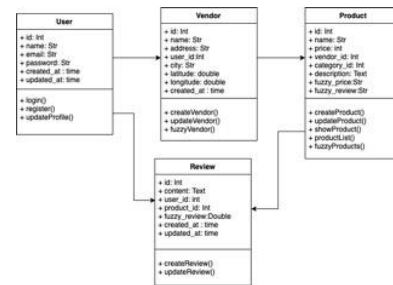 User
+ id: Int
+ name: Str
+ email: Str
+ password: Str
+ created_at : time
+ updated_at: time
+ login()
+ register()
+ updateProfile()
Vendor
+ id: Int
+ name: Str
+ address: Str
+ user_id:Int
+ city: Str
+ latitude: double
+ longitude: double
+ created_at : time
+ createVendor()
+ updateVendor()
+ fuzzyVendor()
Product
+ id: Int
+ name: Str
+ price: int
+ vendor_id: Int
+ category_id: Int
+ description: Text
+ fuzzy_price:Str
+ fuzzy_review:Str
+ createProduct()
+ updateProduct()
+ showProduct()
+ productList()
+ fuzzyProducts()
Review
+ id: Int
+ content: Text
+ user_id: int
+ product_id: Int
+ fuzzy_review:Double
+ created_at : time
+ updated_at: time
+ createReview()
+ updateReview()